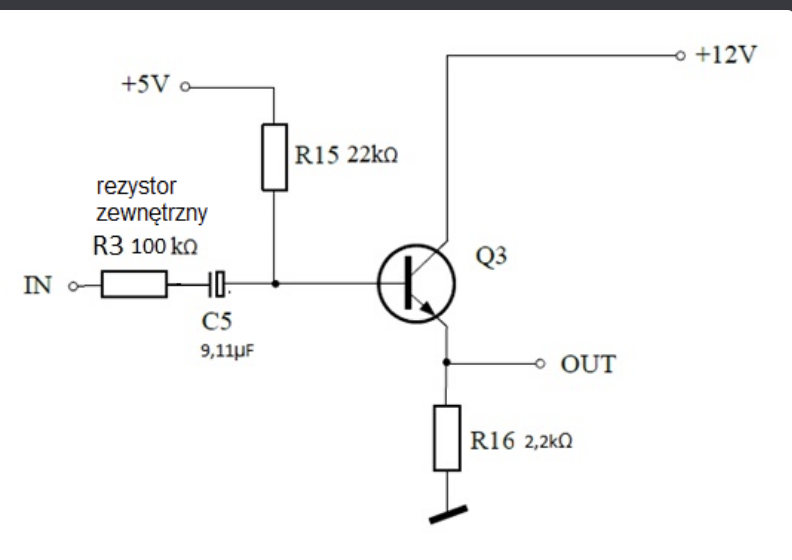 +12V
+5V
R15 22kΩ
rezystor
zewnętrzny
R3 100 kΩ
Q3
IN
C5
9,11µF
OUT
R16 2,2kΩ